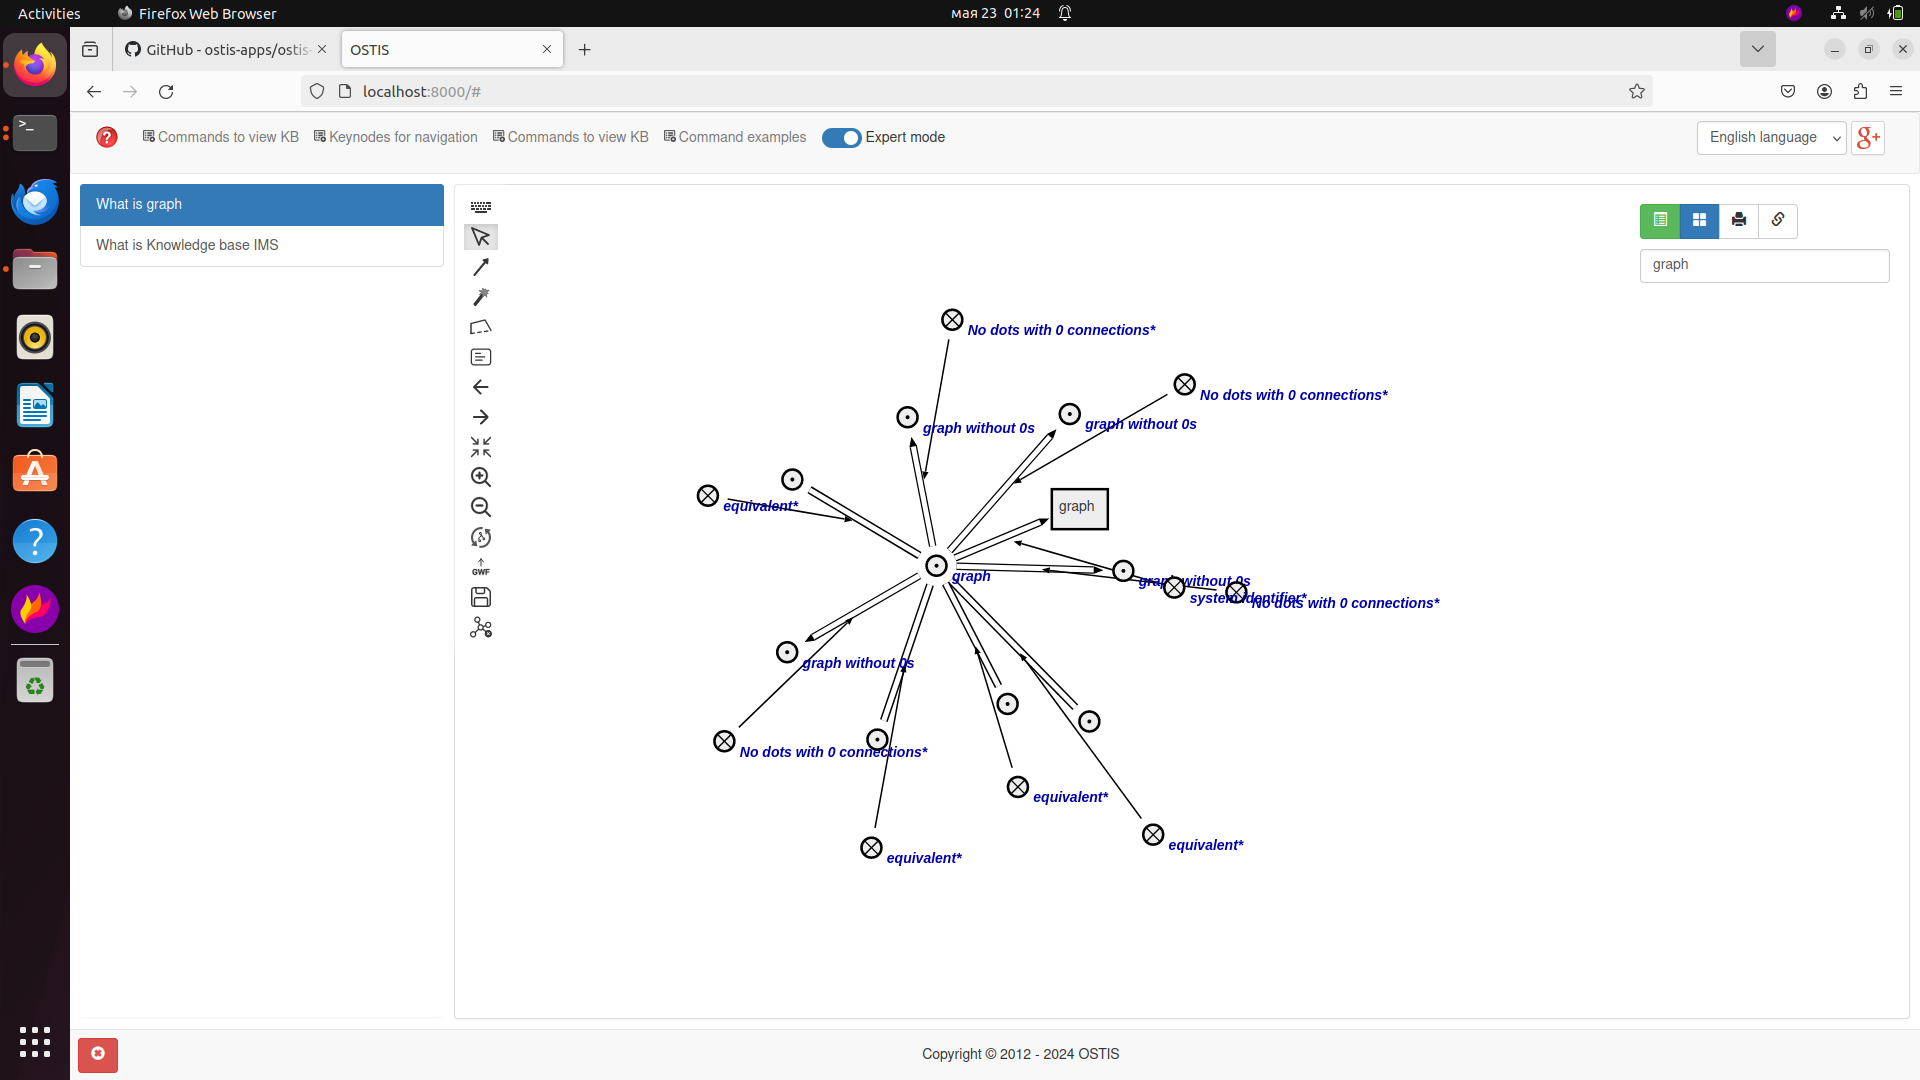 Activities
Firefox Web Browser
мая 23 01:24
GitHub - ostis-apps/ostis-
OSTIS
localhost:8000/#
Commands to view KB
Keynodes for navigation
Commands to view KB
Command examples
Expert mode
English language
g+
What is graph
What is Knowledge base IMS
graph
No dots with 0 connections*
No dots with 0 connections*
graph without 0s
graph without 0s
equivalent*
graph
graph
graph without 0s
system identifier*
No dots with 0 connections*
GWF
graph without 0s
No dots with 0 connections*
equivalent*
equivalent*
equivalent*
Copyright © 2012 - 2024 OSTIS